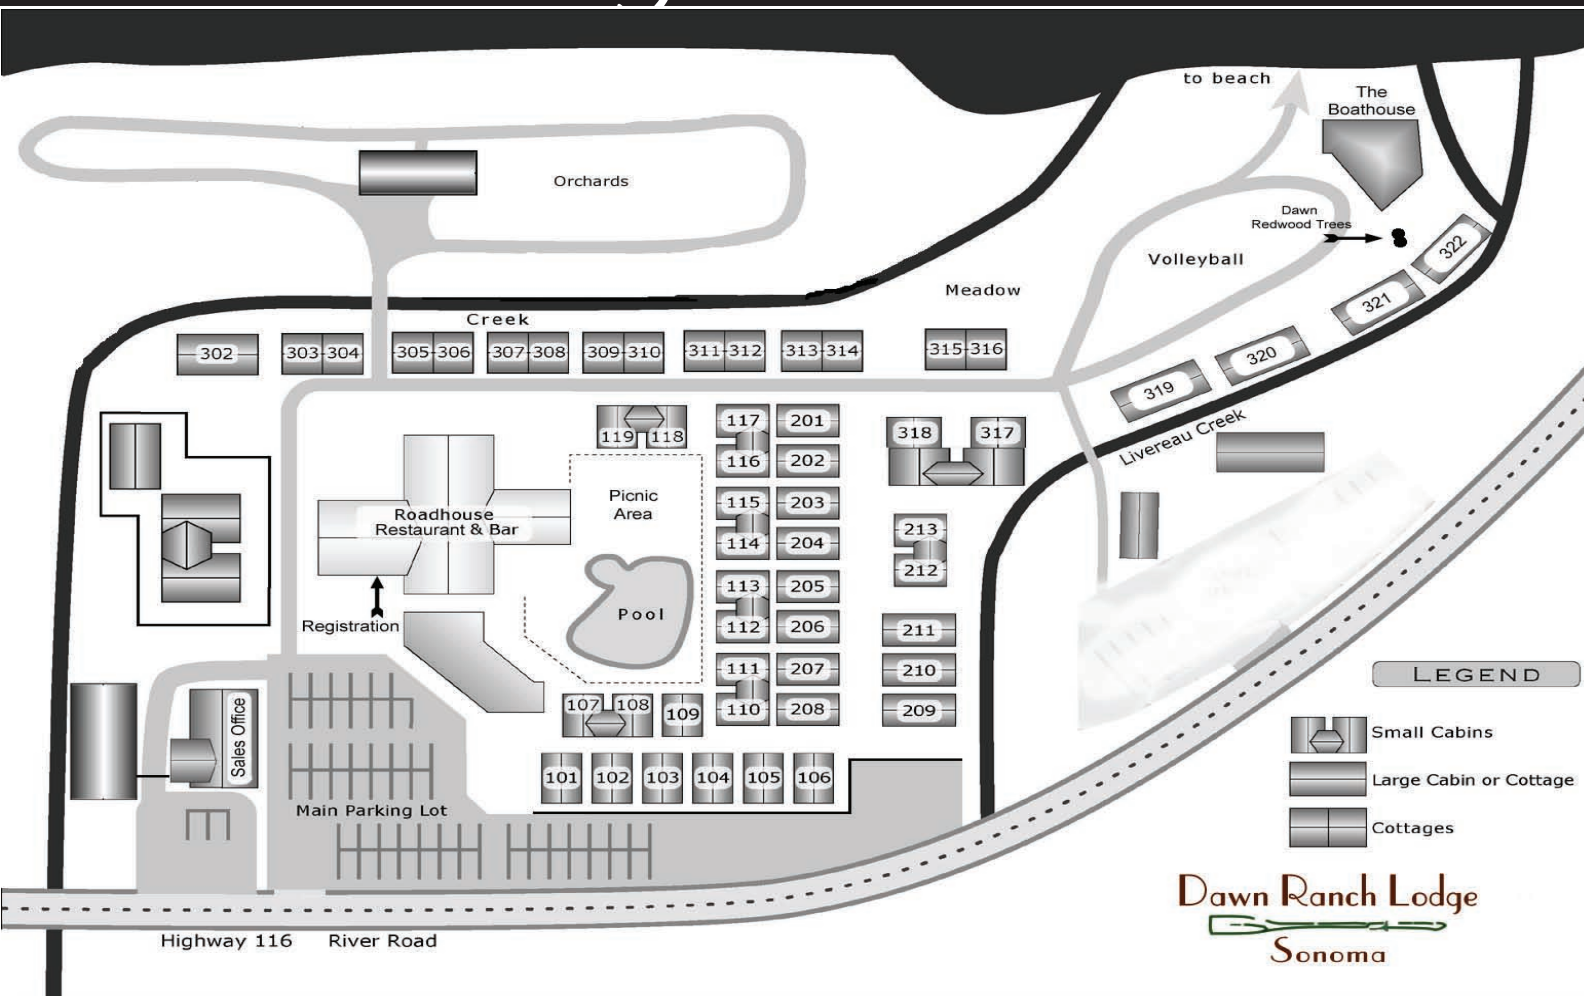 to beach
The
Boathouse
Orchards
Dawn
Redwood Trees
Volleyball
Meadow
Creek
302
303 304
305 306
307 308
309 310
311 312
313 314
315 316
319
320
321
322
Livereau Creek
119 118
117
201
116
202
115
203
114
204
113
205
112
206
111
207
110
208
318
317
213
212
211
210
209
Picnic
Area
Roadhouse
Restaurant & Bar
Pool
Registration
107 108
109
101
102
103
104
105
106
Sales Office
Main Parking Lot
Highway 116
River Road
LEGEND
Small Cabins
Large Cabin or Cottage
Cottages
Dawn Ranch Lodge
Sonoma